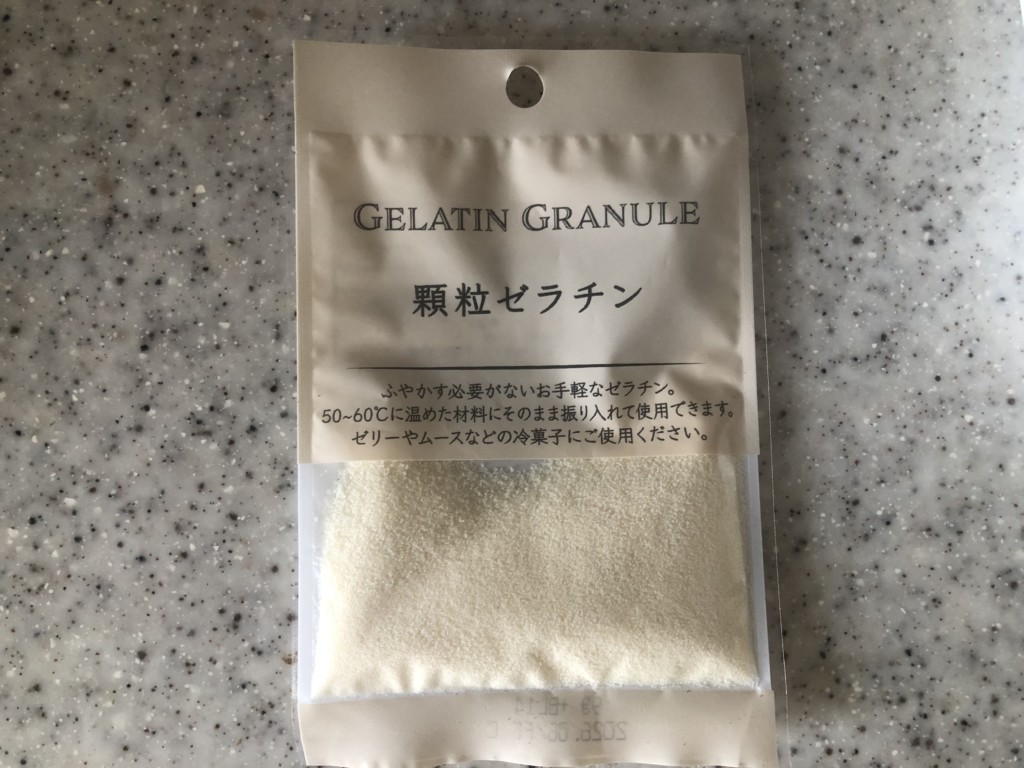 GELATIN GRANULE
顆粒ゼラチン
ふやかす必要がないお手軽なゼラチン。
50~60℃に温めた材料にそのまま振り入れて使用できます。
ゼリーやムースなどの冷菓子にご使用ください。